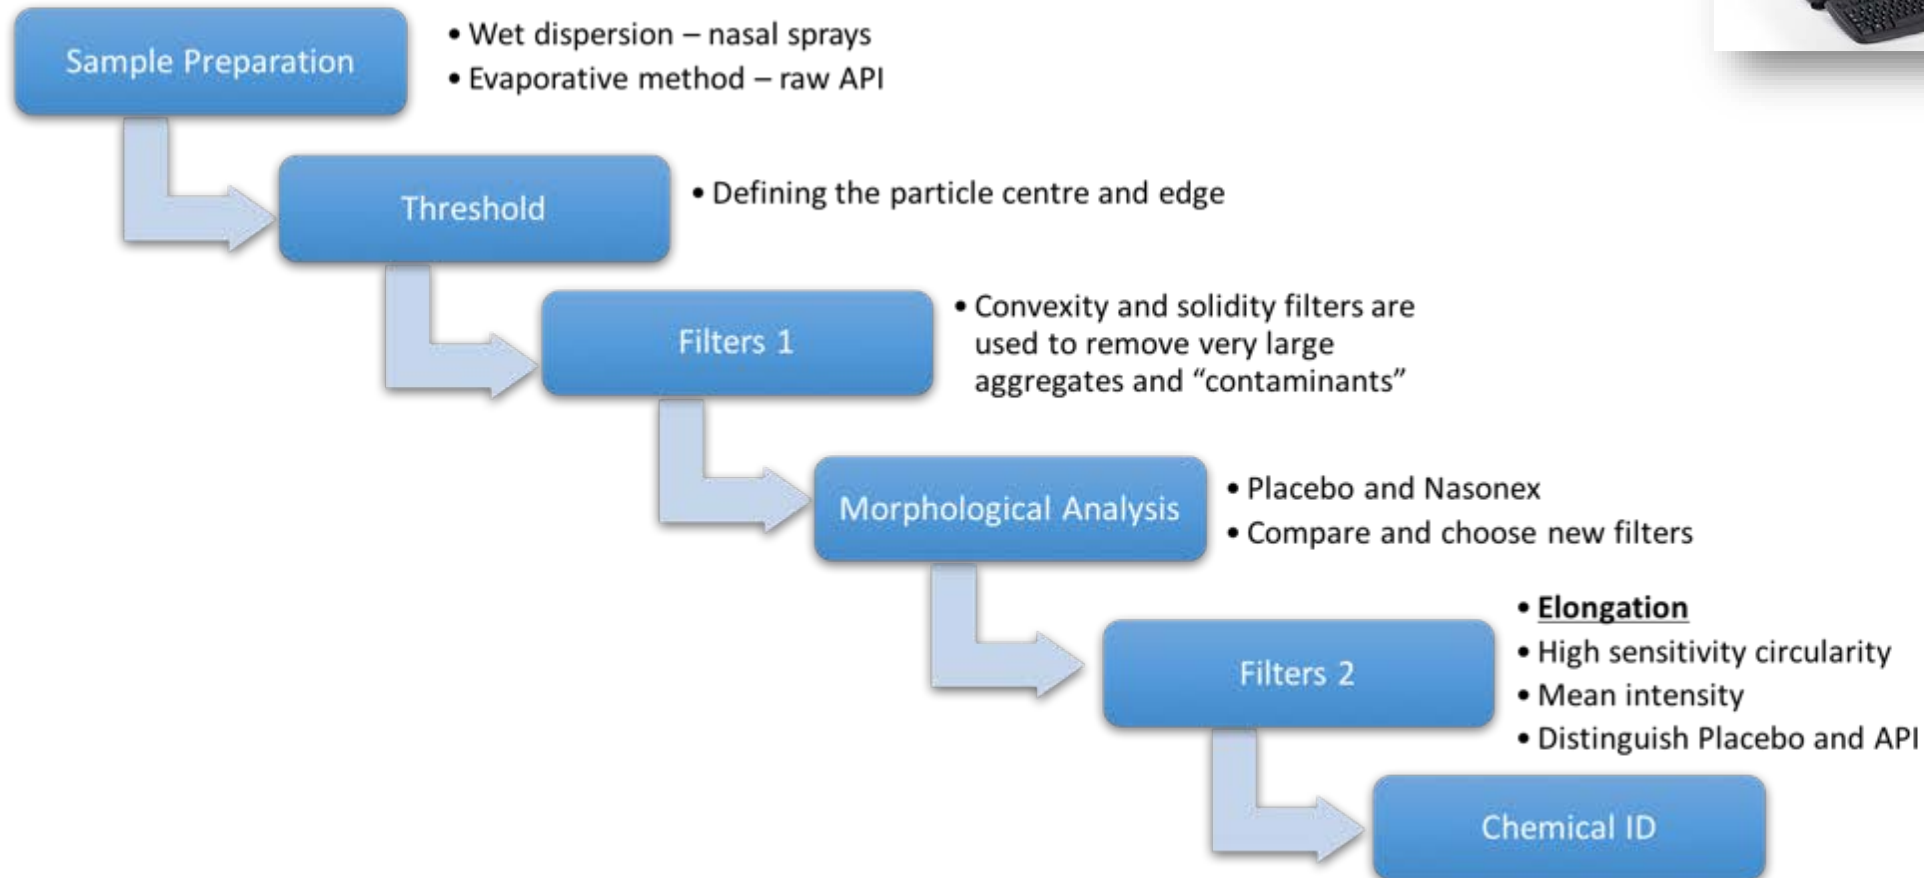 Sample Preparation
• Wet dispersion – nasal sprays
• Evaporative method – raw API
Threshold
• Defining the particle centre and edge
Filters 1
• Convexity and solidity filters are
used to remove very large
aggregates and “contaminants”
Morphological Analysis
• Placebo and Nasonex
• Compare and choose new filters
Filters 2
• Elongation
• High sensitivity circularity
• Mean intensity
• Distinguish Placebo and API
Chemical ID